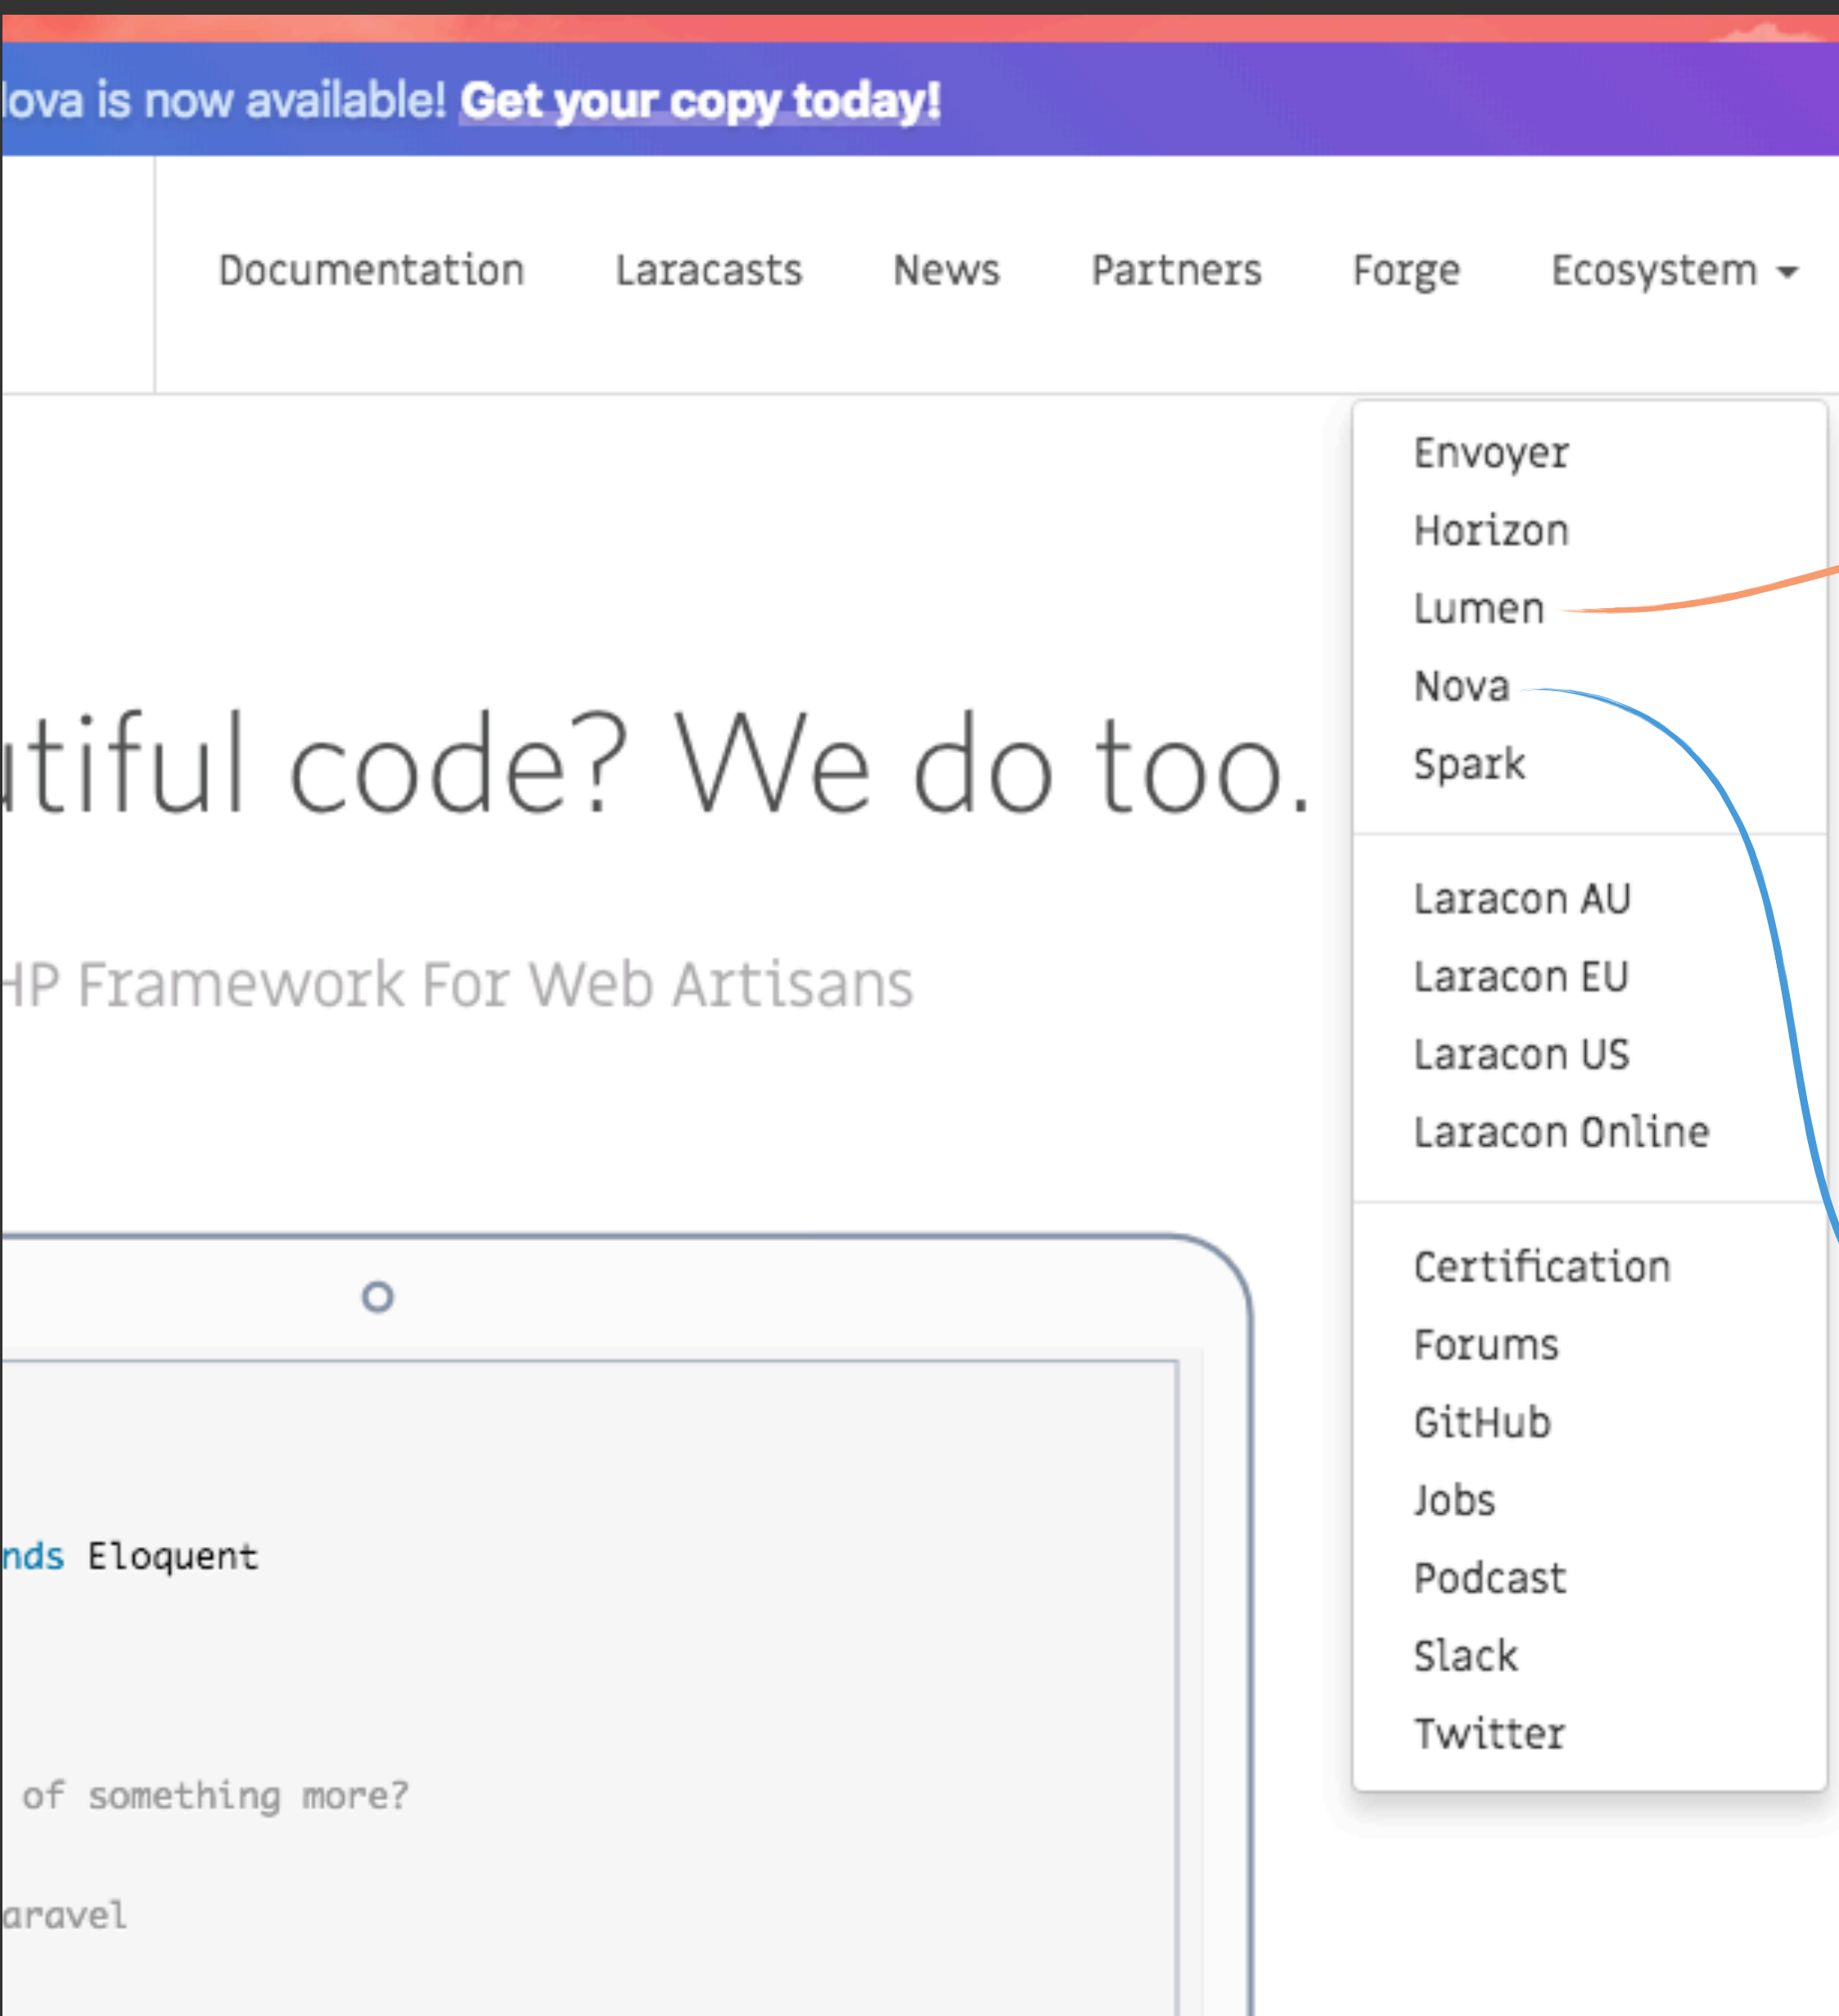 lova is now available! Get your copy today!
Documentation Laracasts News Partners Forge Ecosystem
Envoyer
Horizon
Lumen
Nova
Spark
utiful code? We do too.
Laracon AU
Laracon EU
Laracon US
Laracon Online
HP Framework For Web Artisans
Certification
Forums
GitHub
Jobs
Podcast
Slack
Twitter
nds Eloquent
of something more?
aravel